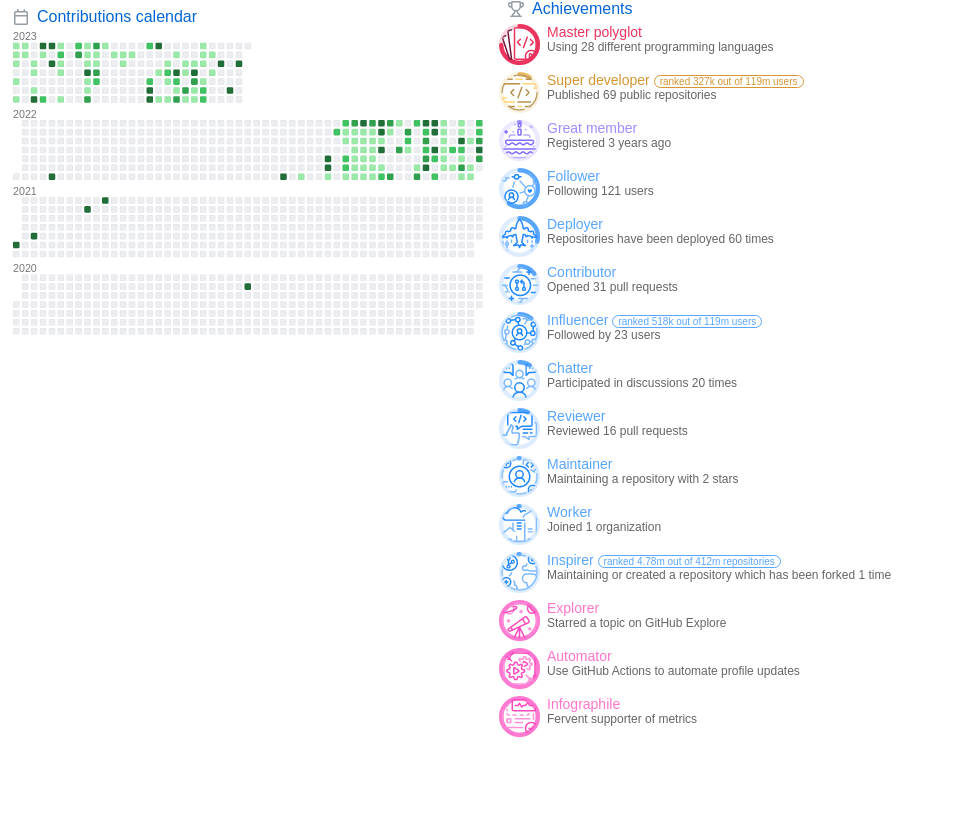 Contributions calendar
2023
2022
2021
2020
Achievements
Master polyglot
Using 28 different programming languages
Super developer ranked 327k out of 119m users
Published 69 public repositories
Great member
Registered 3 years ago
Follower
Following 121 users
Deployer
Repositories have been deployed 60 times
Contributor
Opened 31 pull requests
Influencer ranked 518k out of 119m users
Followed by 23 users
Chatter
Participated in discussions 20 times
Reviewer
Reviewed 16 pull requests
Maintainer
Maintaining a repository with 2 stars
Worker
Joined 1 organization
Inspirer ranked 4.78m out of 412m repositories
Maintaining or created a repository which has been forked 1 time
Explorer
Starred a topic on GitHub Explore
Automator
Use GitHub Actions to automate profile updates
Infographile
Fervent supporter of metrics